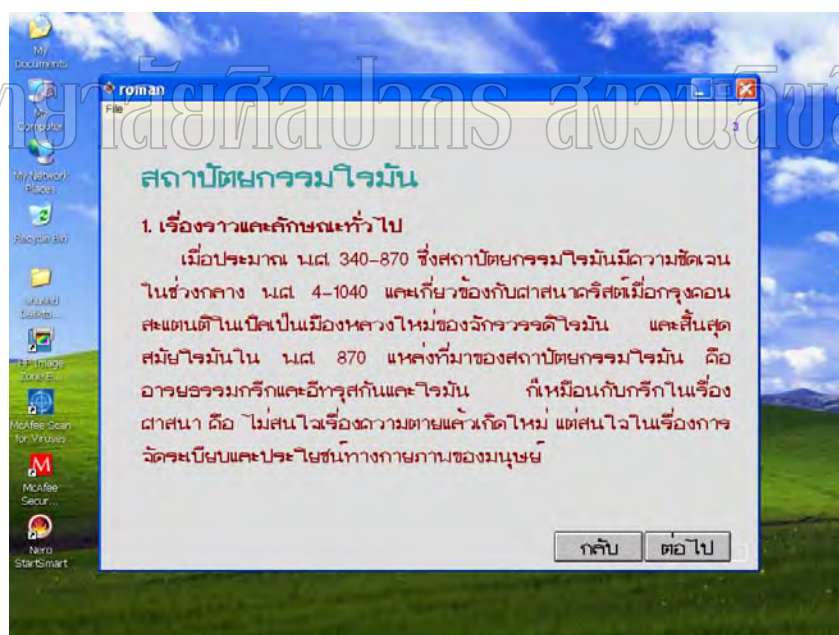 My
Documents
My
Computer
My Network
Places
Recycle Bin
Unused
Deskto...
HP Image
Zone E...
McAfee Scan
for Viruses
McAfee
Secur...
Nero
StartSmart
roman
File
3
สถาปัตยกรรมโรมัน
1. เรื่องราวและลักษณะทั่วไป
เมื่อประมาณ พ.ศ. 340-870 ซึ่งสถาปัตยกรรมโรมันมีความชัดเจน
ในช่วงกลาง พ.ศ. 4-1040 และเกี่ยวข้องกับศาสนาคริสต์เมื่อกรุงคอน
สะแตนติโนเปิลเป็นเมืองหลวงใหม่ของจักรวรรดิโรมัน และสิ้นสุด
สมัยโรมันใน พ.ศ. 870 แหล่งที่มาของสถาปัตยกรรมโรมัน คือ
อารยธรรมกรีกและอีทรุสกันและโรมัน ก็เหมือนกับกรีกในเรื่อง
ศาสนา คือ ไม่สนใจเรื่องความตายแล้วเกิดใหม่ แต่สนใจในเรื่องการ
จัดระเบียบและประโยชน์ทางกายภาพของมนุษย์
กลับ ต่อไป